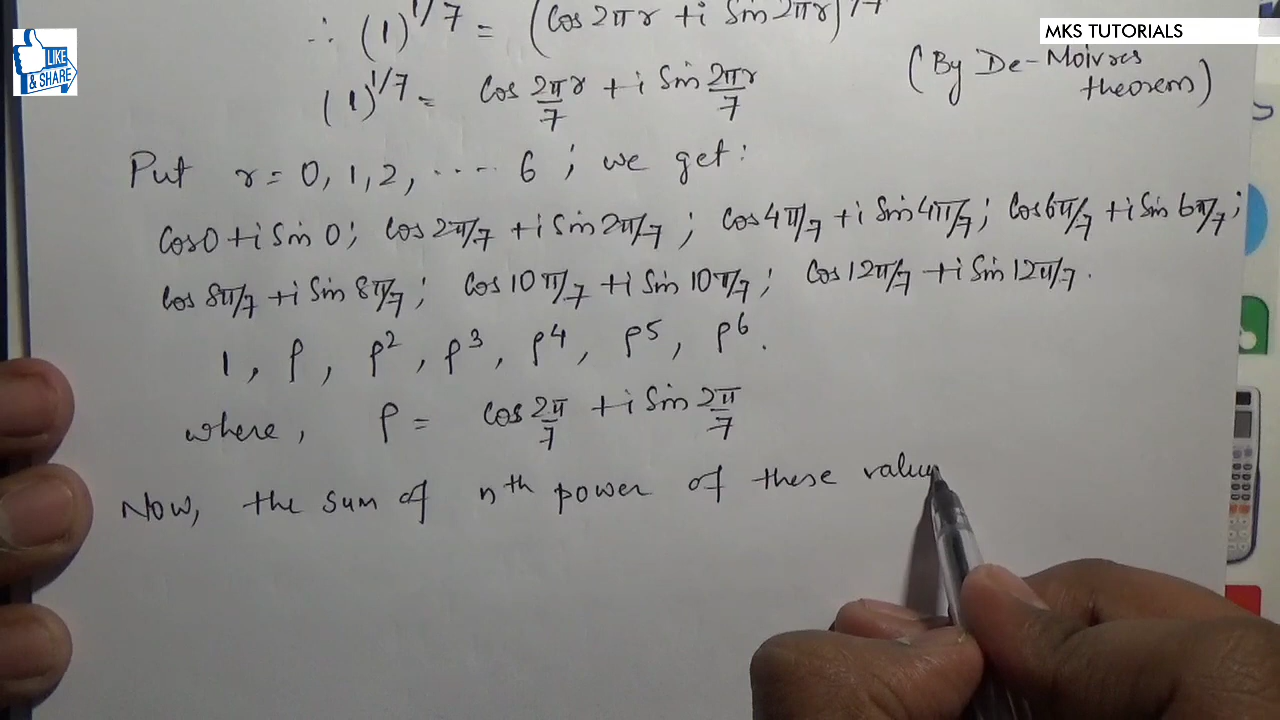 MKS TUTORIALS
LIKE
& SHARE
∴ (1)^1/7 = (Cos 2πr + i Sin 2πr)^1/7
(1)^1/7 = Cos 2πr/7 + i Sin 2πr/7 (By De-Moivres theorem)
Put r = 0, 1, 2, ···· 6 ; we get:
Cos0 + i Sin 0; Cos 2π/7 + i Sin 2π/7 ; Cos 4π/7 + i Sin 4π/7; Cos 6π/7 + i Sin 6π/7;
Cos 8π/7 + i Sin 8π/7; Cos 10π/7 + i Sin 10π/7; Cos 12π/7 + i Sin 12π/7.
1, ρ, ρ², ρ³, ρ⁴, ρ⁵, ρ⁶.
where, ρ = Cos 2π/7 + i Sin 2π/7
Now, the sum of nth power of these value